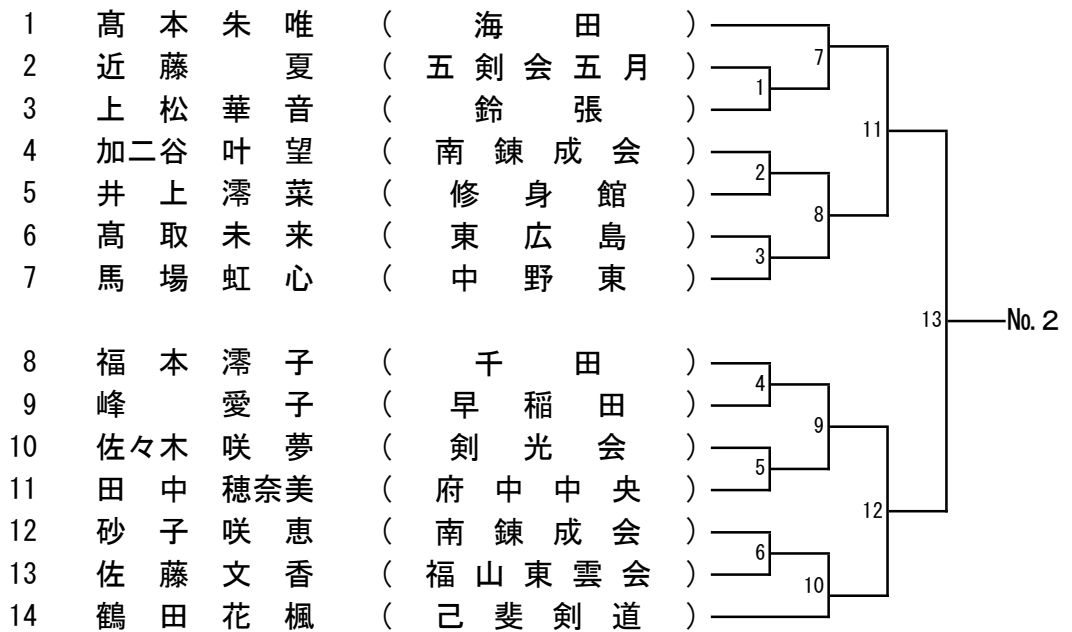 1 髙本朱唯 ( 海田 )
2 近藤 夏 ( 五剣会五月 )
3 上松華音 ( 鈴張 )
4 加二谷叶望 ( 南錬成会 )
5 井上澪菜 ( 修身館 )
6 髙取未来 ( 東広島 )
7 馬場虹心 ( 中野東 )
8 福本澪子 ( 千田 )
9 峰 愛子 ( 早稲田 )
10 佐々木咲夢 ( 剣光会 )
11 田中穂奈美 ( 府中中央 )
12 砂子咲恵 ( 南錬成会 )
13 佐藤文香 ( 福山東雲会 )
14 鶴田花楓 ( 己斐剣道 )
1
2
3
4
5
6
7
8
9
10
11
12
13
№2